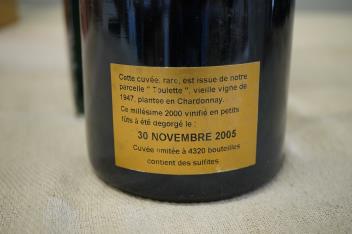 Cette cuvée, rare, est issue de notre
parcelle " Toulette ", vieille vigne de
1947, plantée en Chardonnay.
Ce millésime 2000 vinifié en petits
fûts à été dégorgé le :
30 NOVEMBRE 2005
Cuvée limitée à 4320 bouteilles
contient des sulfites